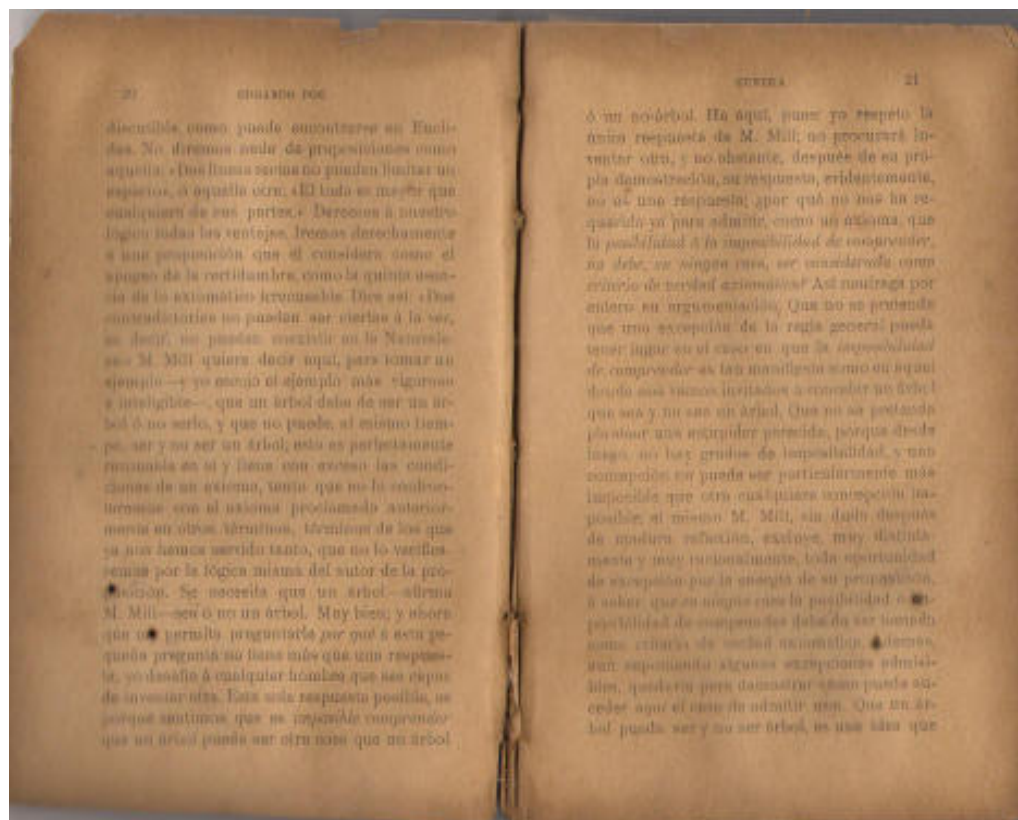 20 EDGARDO POE
discutible como puede encontrarse en Eucli-
des. No diremos nada de proposiciones como
aquella: «Dos líneas rectas no pueden limitar un
espacio», ó aquella otra: «El todo es mayor que
cualquiera de sus partes.» Daremos á nuestro
lógico todas las ventajas. Iremos derechamente
á una proposición que él considera como el
apogeo de la certidumbre, como la quinta esen-
cia de lo axiomático irrecusable. Dice así: «Dos
contradictorias no pueden ser ciertas á la vez,
es decir, no pueden coexistir en la Naturale-
za.» M. Mill quiere decir aquí, para tomar un
ejemplo—y yo escojo el ejemplo más vigoroso
é inteligible—, que un árbol debe de ser un ár-
bol ó no serlo, y que no puede, al mismo tiem-
po, ser y no ser un árbol; esto es perfectamente
razonable en sí y llena con exceso las condi-
ciones de un axioma, tanto que no lo confron-
temos con el axioma proclamado anterior-
mente en otros términos, términos de los que
ya nos hemos servido tanto, que no lo verifica-
remos por la lógica misma del autor de la pro-
posición. Se necesita que un árbol—afirma
M. Mill—sea ó no un árbol. Muy bien; y ahora
que me permita preguntarle por qué á esta pe-
queña pregunta no tiene más que una respues-
ta, yo desafío á cualquier hombre que sea capaz
de inventar otra. Esta sola respuesta posible, es
porque sentimos que es imposible comprender
que un árbol pueda ser otra cosa que un árbol
EUREKA 21
ó un no-árbol. He aquí, pues: yo respeto la
única respuesta de M. Mill; no procurará in-
ventar otra, y no obstante, después de su pro-
pia demostración, su respuesta, evidentemente,
no es una respuesta; ¿por qué no nos ha re-
querido ya para admitir, como un axioma, que
la posibilidad ó la imposibilidad de comprender,
no debe, en ningún caso, ser considerada como
criterio de verdad axiomática? Así naufraga por
entero su argumentación. Que no se pretenda
que una excepción de la regla general pueda
tener lugar en el caso en que la imposibilidad
de comprender es tan manifiesta como en aquel
donde nos vemos invitados á concebir un árbol
que sea y no sea un árbol. Que no se pretenda
plantear una parecida, porque desde
luego, no hay grados de imposibilidad, y una
concepción no puede ser particularmente más
imposible que otra cualquiera concepción im-
posible; el mismo M. Mill, sin duda después
de madura reflexión, excluye, muy distinta-
mente y muy racionalmente, toda oportunidad
de excepción por la energía de su proposición,
á saber: que en ningún caso la posibilidad ó im-
posibilidad de comprender debe de ser tomada
como criterio de verdad axiomática. Además,
aun suponiendo algunas excepciones admisi-
bles, quedaría para demostrar cómo puede su-
ceder aquí el caso de admitir una. Que un ár-
bol pueda ser y no ser árbol, es una idea que